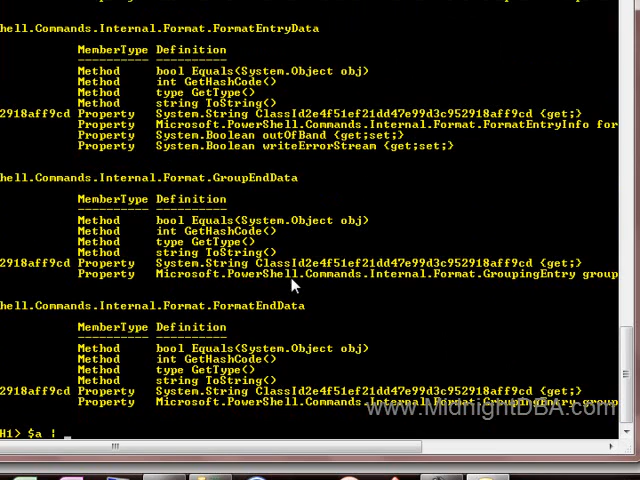 hell.Commands.Internal.Format.FormatEntryData
MemberType Definition
---------- ----------
Method bool Equals(System.Object obj)
Method int GetHashCode()
Method type GetType()
Method string ToString()
2918aff9cd Property System.String ClassId2e4f51ef21dd47e99d3c952918aff9cd {get;}
Property Microsoft.PowerShell.Commands.Internal.Format.FormatEntryInfo for
Property System.Boolean outOfBand {get;set;}
Property System.Boolean writeErrorStream {get;set;}
hell.Commands.Internal.Format.GroupEndData
MemberType Definition
---------- ----------
Method bool Equals(System.Object obj)
Method int GetHashCode()
Method type GetType()
Method string ToString()
2918aff9cd Property System.String ClassId2e4f51ef21dd47e99d3c952918aff9cd {get;}
Property Microsoft.PowerShell.Commands.Internal.Format.GroupingEntry group
hell.Commands.Internal.Format.FormatEndData
MemberType Definition
---------- ----------
Method bool Equals(System.Object obj)
Method int GetHashCode()
Method type GetType()
Method string ToString()
2918aff9cd Property System.String ClassId2e4f51ef21dd47e99d3c952918aff9cd {get;}
Property Microsoft.PowerShell.Commands.Internal.Format.GroupingEntry group
www.MidnightDBA.com
H1> $a | _